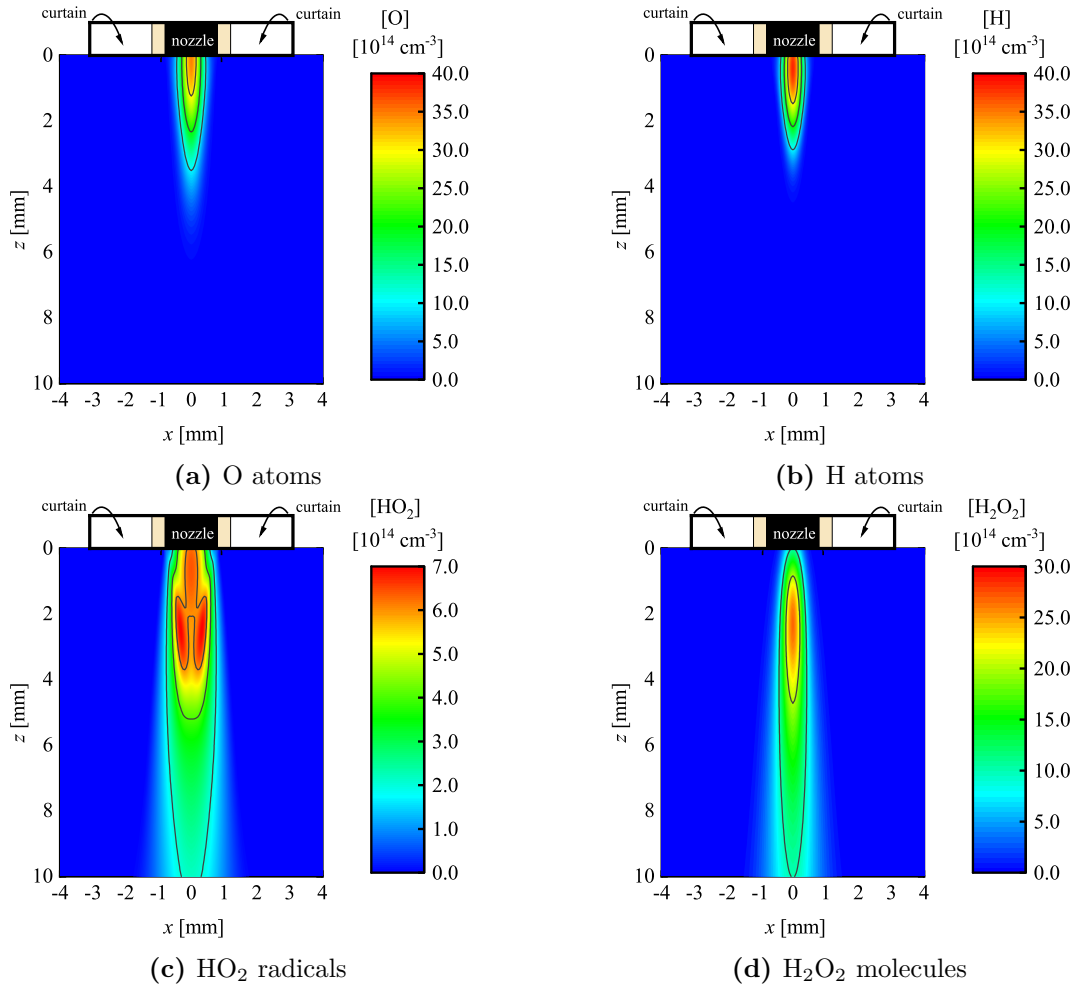 curtain curtain [O]
nozzle [10¹⁴ cm⁻³]
0 40.0
30.0
2
20.0
4
15.0
z [mm]
6
10.0
8 5.0
0.0
10
-4 -3 -2 -1 0 1 2 3 4
x [mm]
(a) O atoms
curtain curtain [H]
nozzle [10¹⁴ cm⁻³]
0 40.0
30.0
2
20.0
4
15.0
z [mm]
6
10.0
8 5.0
0.0
10
-4 -3 -2 -1 0 1 2 3 4
x [mm]
(b) H atoms
curtain curtain [HO₂]
nozzle [10¹⁴ cm⁻³]
0 7.0
6.0
2
5.0
4 4.0
z [mm]
3.0
6
2.0
8 1.0
0.0
10
-4 -3 -2 -1 0 1 2 3 4
x [mm]
(c) HO₂ radicals
curtain curtain [H₂O₂]
nozzle [10¹⁴ cm⁻³]
0 30.0
2 25.0
20.0
4
15.0
z [mm]
6
10.0
8 5.0
0.0
10
-4 -3 -2 -1 0 1 2 3 4
x [mm]
(d) H₂O₂ molecules